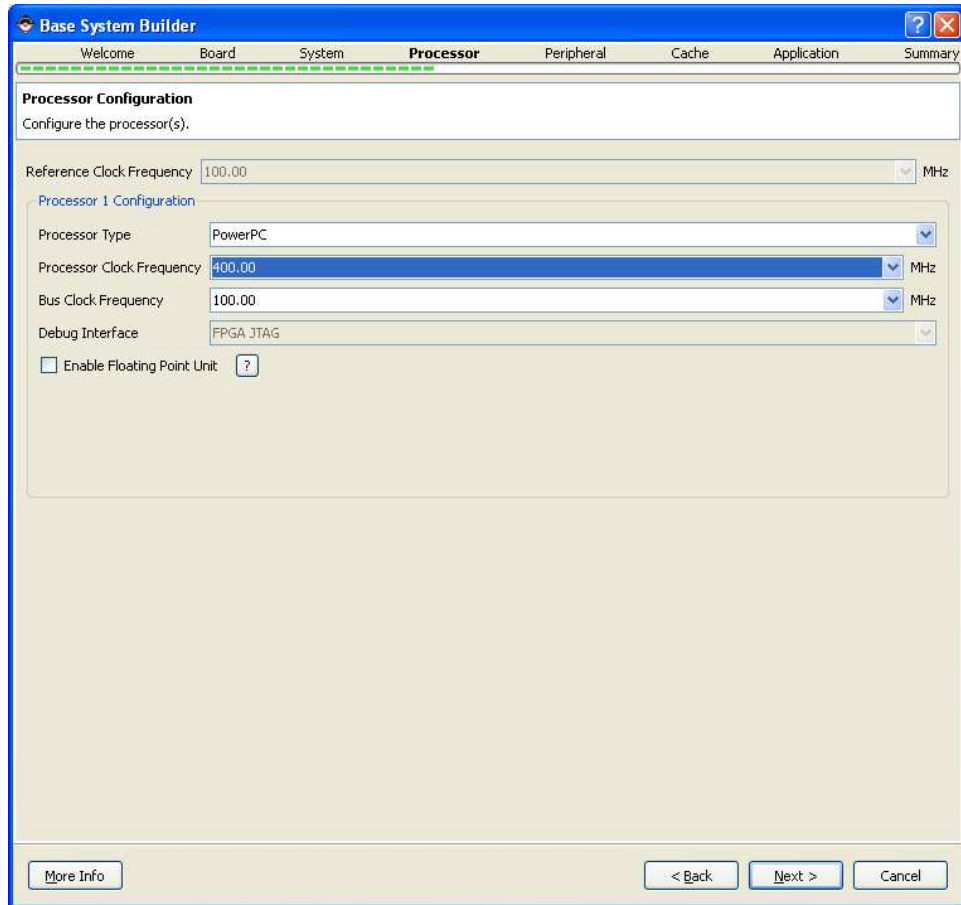 Base System Builder
Welcome Board System Processor Peripheral Cache Application Summary
Processor Configuration
Configure the processor(s).
Reference Clock Frequency 100.00 MHz
Processor 1 Configuration
Processor Type PowerPC
Processor Clock Frequency 400.00 MHz
Bus Clock Frequency 100.00 MHz
Debug Interface FPGA JTAG
Enable Floating Point Unit ?
More Info < Back Next > Cancel